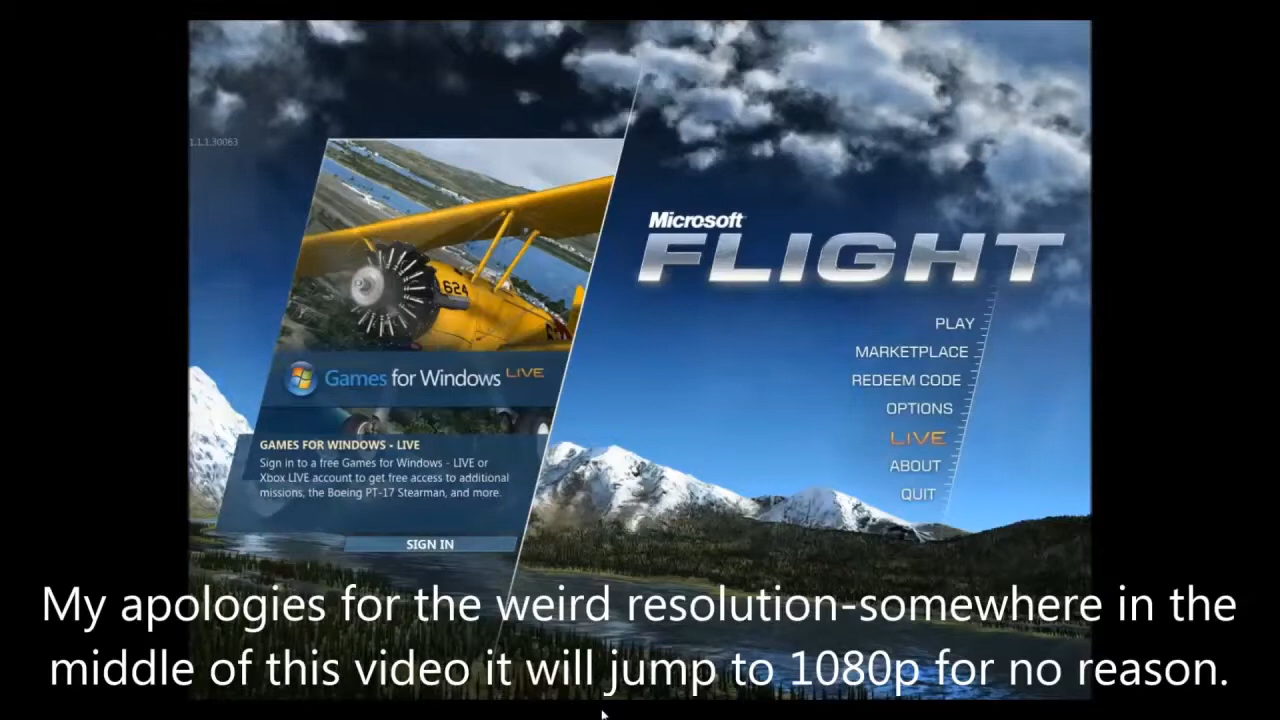 1.1.1.30063
Microsoft
FLIGHT
PLAY
MARKETPLACE
REDEEM CODE
OPTIONS
LIVE
ABOUT
QUIT
624
Games for Windows LIVE
GAMES FOR WINDOWS - LIVE
Sign in to a free Games for Windows - LIVE or
Xbox LIVE account to get free access to additional
missions, the Boeing PT-17 Stearman, and more.
SIGN IN
My apologies for the weird resolution-somewhere in the
middle of this video it will jump to 1080p for no reason.